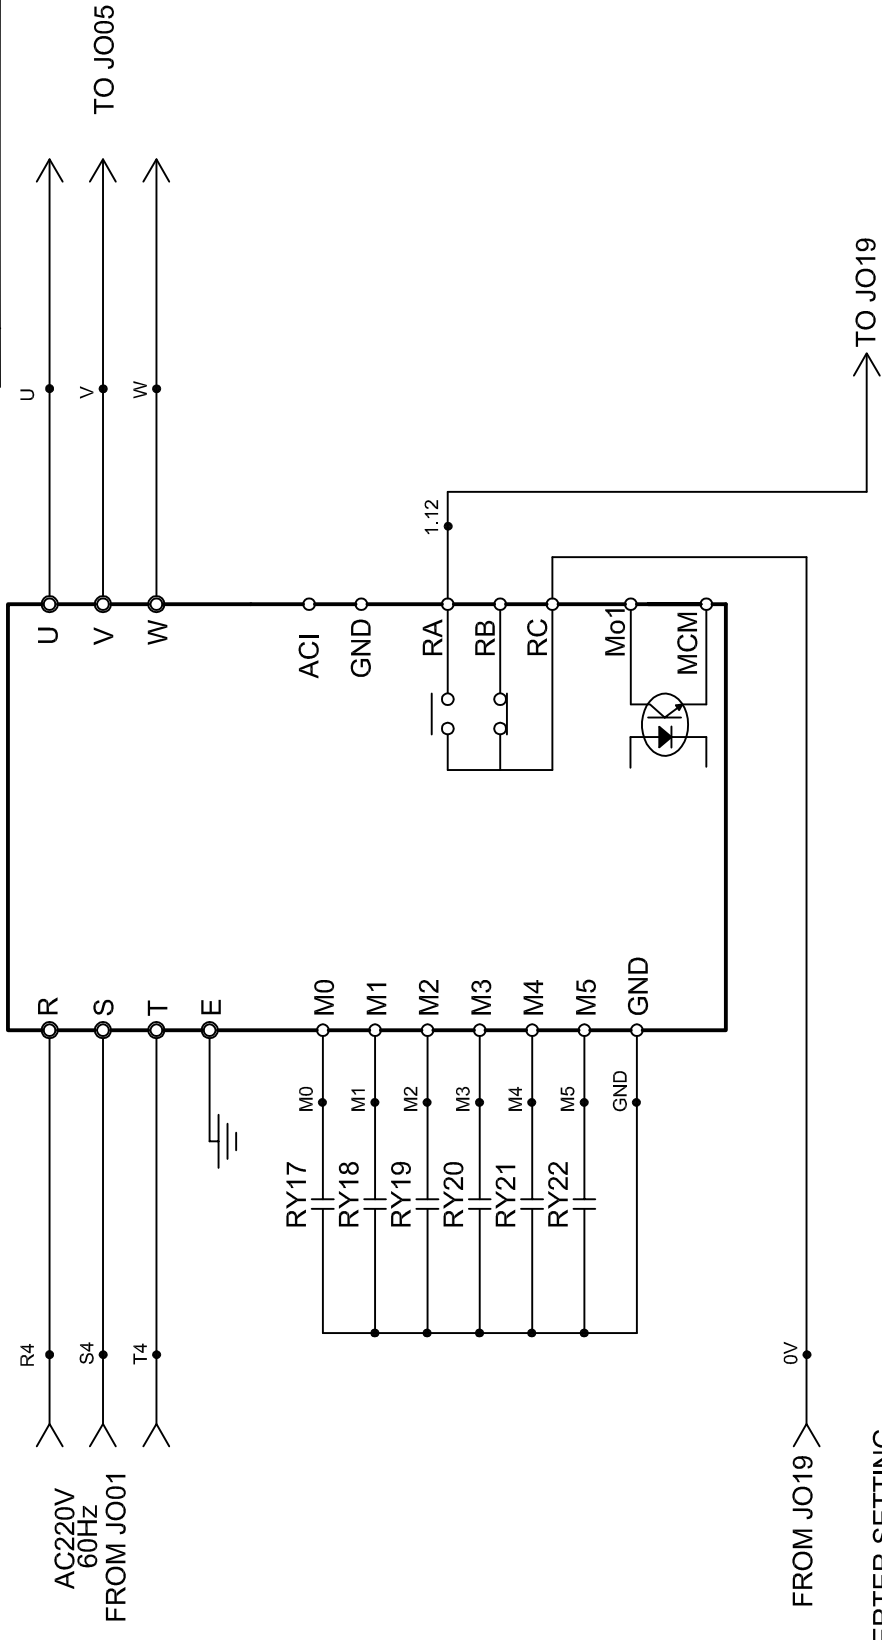 AC220V
60Hz
FROM JO01
R4
S4
T4
R
S
T
E
U
V
W
U
V
W
TO JO05
ACI
GND
RA
RB
RC
Mo1
MCM
1.12
TO JO19
M0
M1
M2
M3
M4
M5
GND
M0
M1
M2
M3
M4
M5
GND
RY17
RY18
RY19
RY20
RY21
RY22
0V
FROM JO19
ERTER SETTING